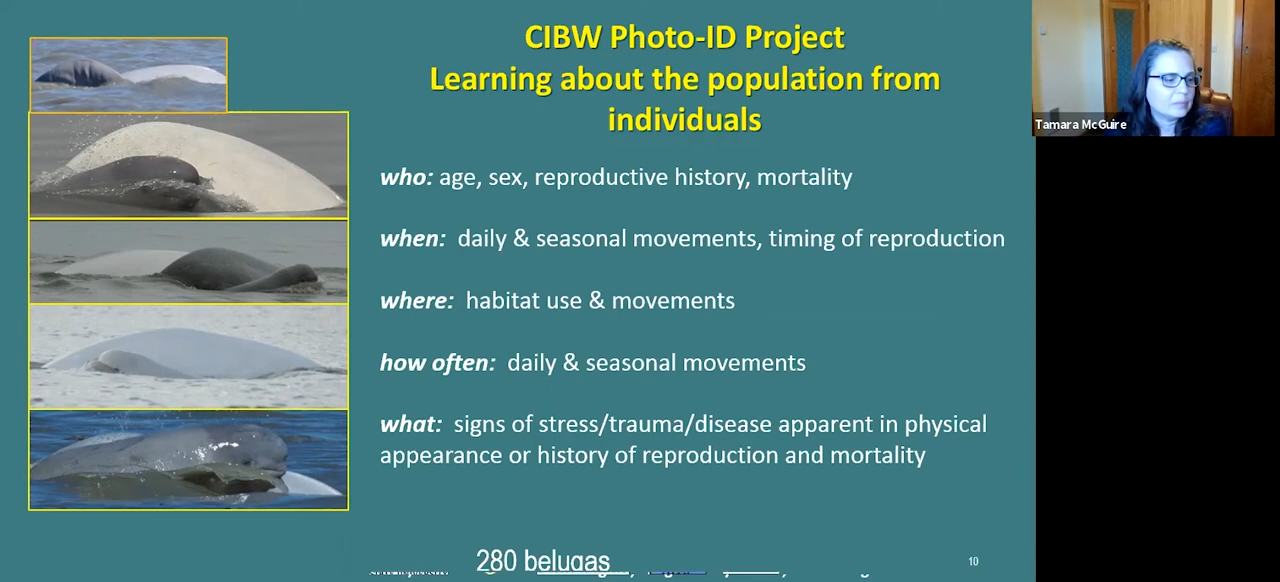 CIBW Photo-ID Project
Learning about the population from
individuals
Tamara McGuire
who: age, sex, reproductive history, mortality
when: daily & seasonal movements, timing of reproduction
where: habitat use & movements
how often: daily & seasonal movements
what: signs of stress/trauma/disease apparent in physical
appearance or history of reproduction and mortality
280 belugas
10